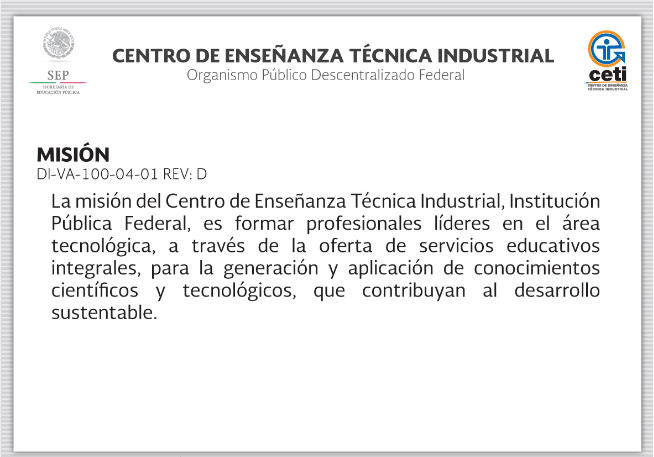 CENTRO DE ENSEÑANZA TÉCNICA INDUSTRIAL
Organismo Público Descentralizado Federal
SEP
SECRETARÍA DE
EDUCACIÓN PÚBLICA
ceti
CENTRO DE ENSEÑANZA
TÉCNICA INDUSTRIAL
MISIÓN
DI-VA-100-04-01 REV: D
La misión del Centro de Enseñanza Técnica Industrial, Institución
Pública Federal, es formar profesionales líderes en el área
tecnológica, a través de la oferta de servicios educativos
integrales, para la generación y aplicación de conocimientos
científicos y tecnológicos, que contribuyan al desarrollo
sustentable.